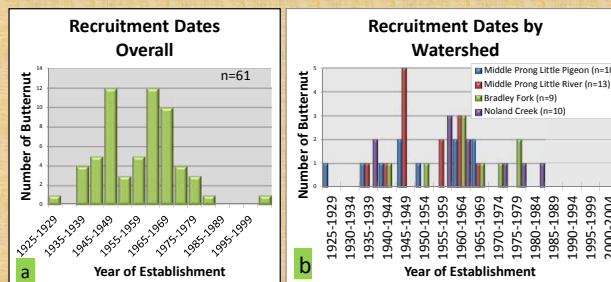 Recruitment Dates
Overall
n=61
Number of Butternut
14
12
10
8
6
4
2
0
1925-1929
1935-1939
1945-1949
1955-1959
1965-1969
1975-1979
1985-1989
1995-1999
Year of Establishment
a
Recruitment Dates by
Watershed
Middle Prong Little Pigeon
Middle Prong Little River (n=13)
Bradley Fork (n=9)
Noland Creek (n=10)
Number of Butternut
5
4
3
2
1
0
1925-1929
1930-1934
1935-1939
1940-1944
1945-1949
1950-1954
1955-1959
1960-1964
1965-1969
1970-1974
1975-1979
1980-1984
1985-1989
1990-1994
1995-1999
2000-2004
Year of Establishment
b